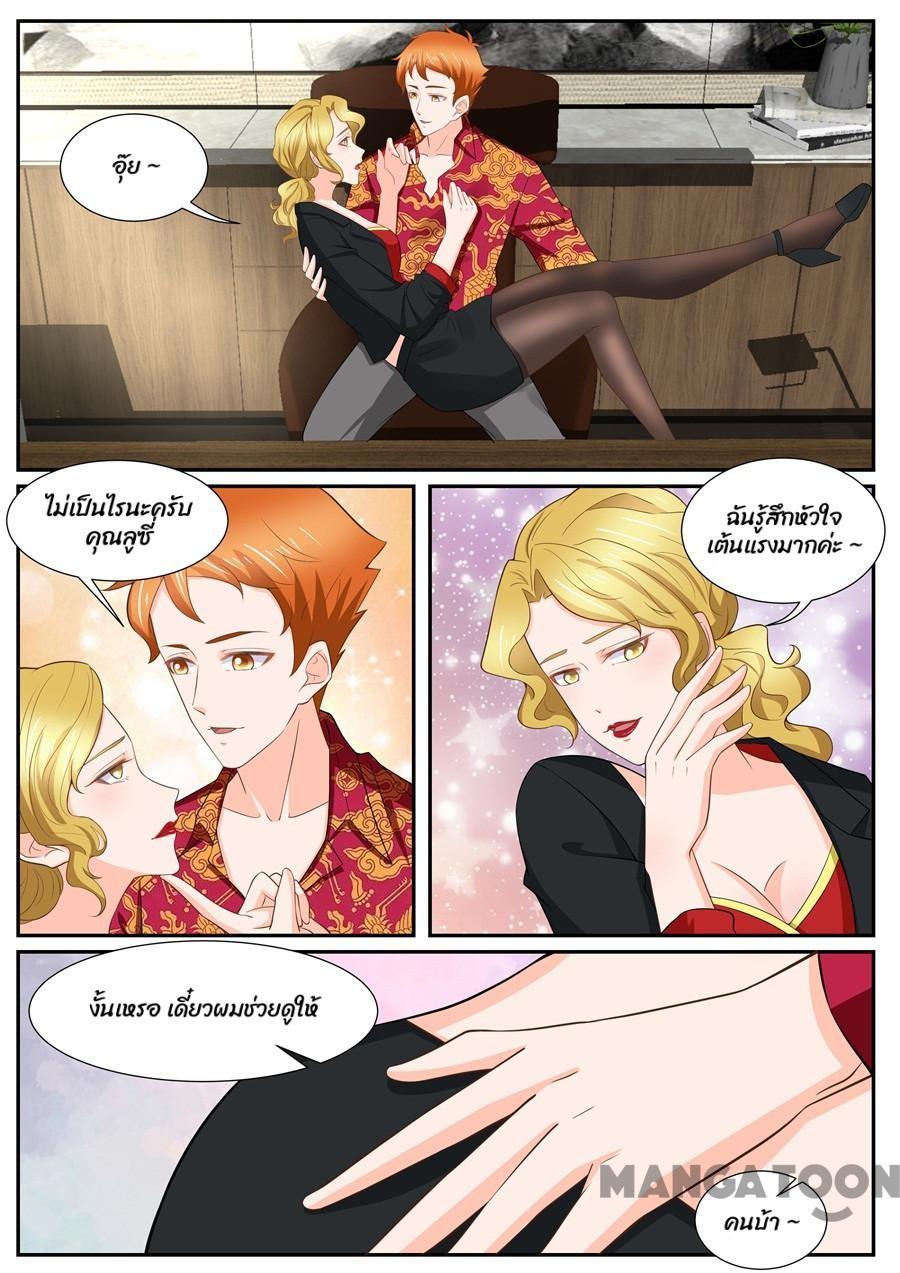 อุ๊ย ~
ไม่เป็นไรนะครับ
คุณลูซี่
ฉันรู้สึกหัวใจ
เต้นแรงมากค่ะ ~
งั้นเหรอ เดี๋ยวผมช่วยดูให้
MANGATOON
คนบ้า ~